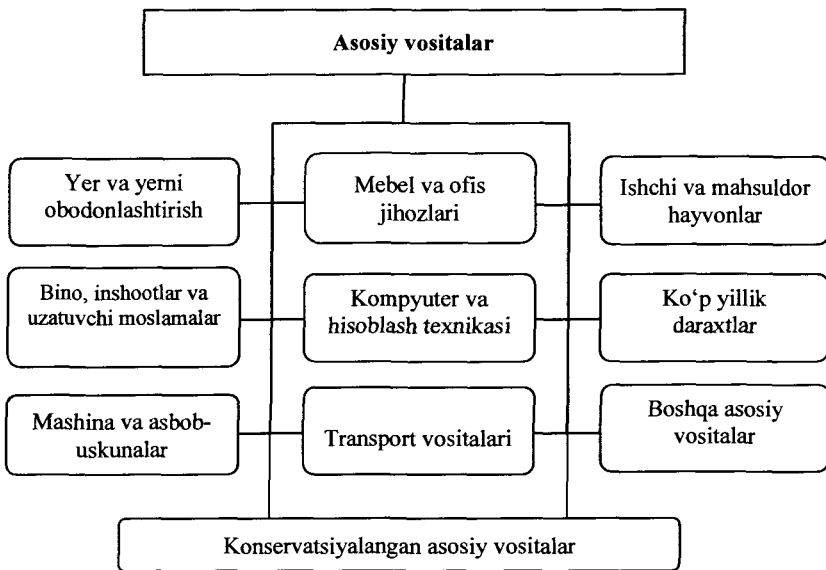 Asosiy vositalar
Yer va yerni
obodonlashtirish
Mebel va ofis
jihozlari
Ishchi va mahsuldor
hayvonlar
Bino, inshootlar va
uzatuvchi moslamalar
Kompyuter va
hisoblash texnikasi
Ko‘p yillik
daraxtlar
Mashina va asbob-
uskunalar
Transport vositalari
Boshqa asosiy
vositalar
Konservatsiyalangan asosiy vositalar